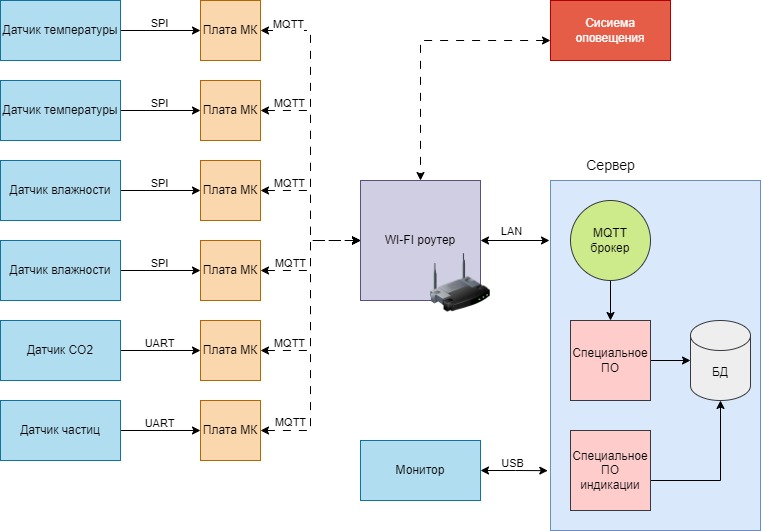 Датчик температуры
SPI
Плата МК
MQTT
Датчик температуры
SPI
Плата МК
MQTT
Датчик влажности
SPI
Плата МК
MQTT
Датчик влажности
SPI
Плата МК
MQTT
Датчик CO2
UART
Плата МК
MQTT
Датчик частиц
UART
Плата МК
MQTT
Сисиема
оповещения
WI-FI роутер
LAN
Сервер
MQTT
брокер
Специальное
ПО
БД
Монитор
USB
Специальное
ПО
индикации